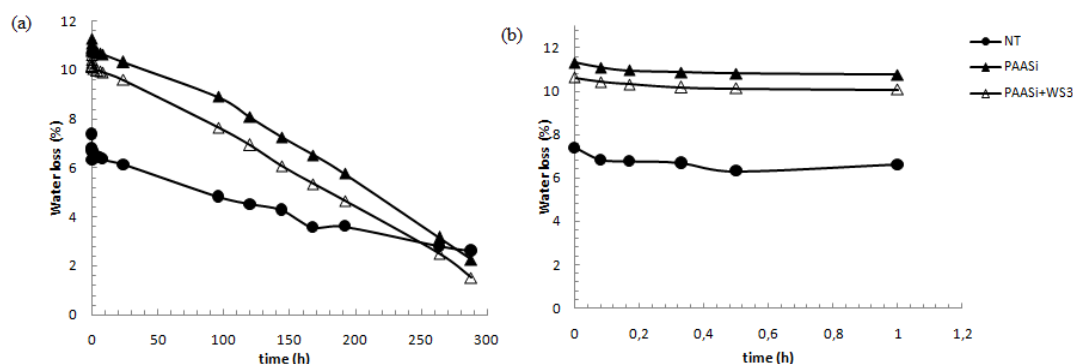 (a)
12
10
8
6
4
2
0
Water loss (%)
0 50 100 150 200 250 300
time (h)
(b)
12
10
8
6
4
2
0
Water loss (%)
0 0,2 0,4 0,6 0,8 1 1,2
time (h)
NT
PAASi
PAASi+WS3